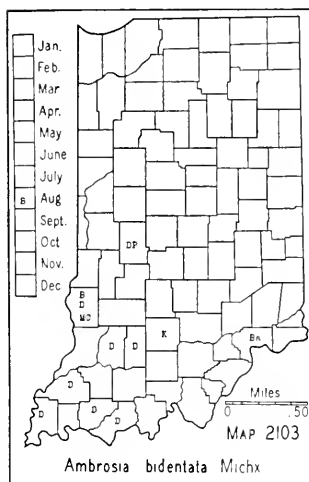 Jan.
Feb.
Mar
Apr.
May
June
July
B Aug
Sept.
Oct
Nov.
Dec
DP
B
D
MC
D D
K
Bn
D
D
D
D
Miles
0 50
MAP 2103
Ambrosia bidentata Michx